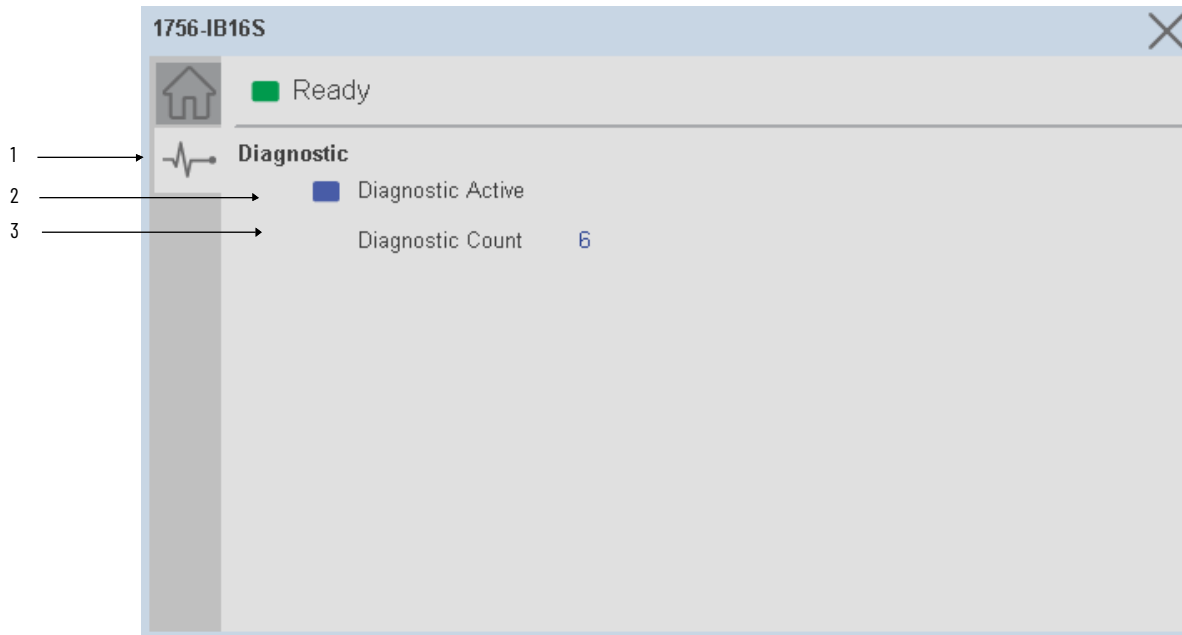 1756-IB16S
Ready
1
Diagnostic
2
Diagnostic Active
3
Diagnostic Count 6